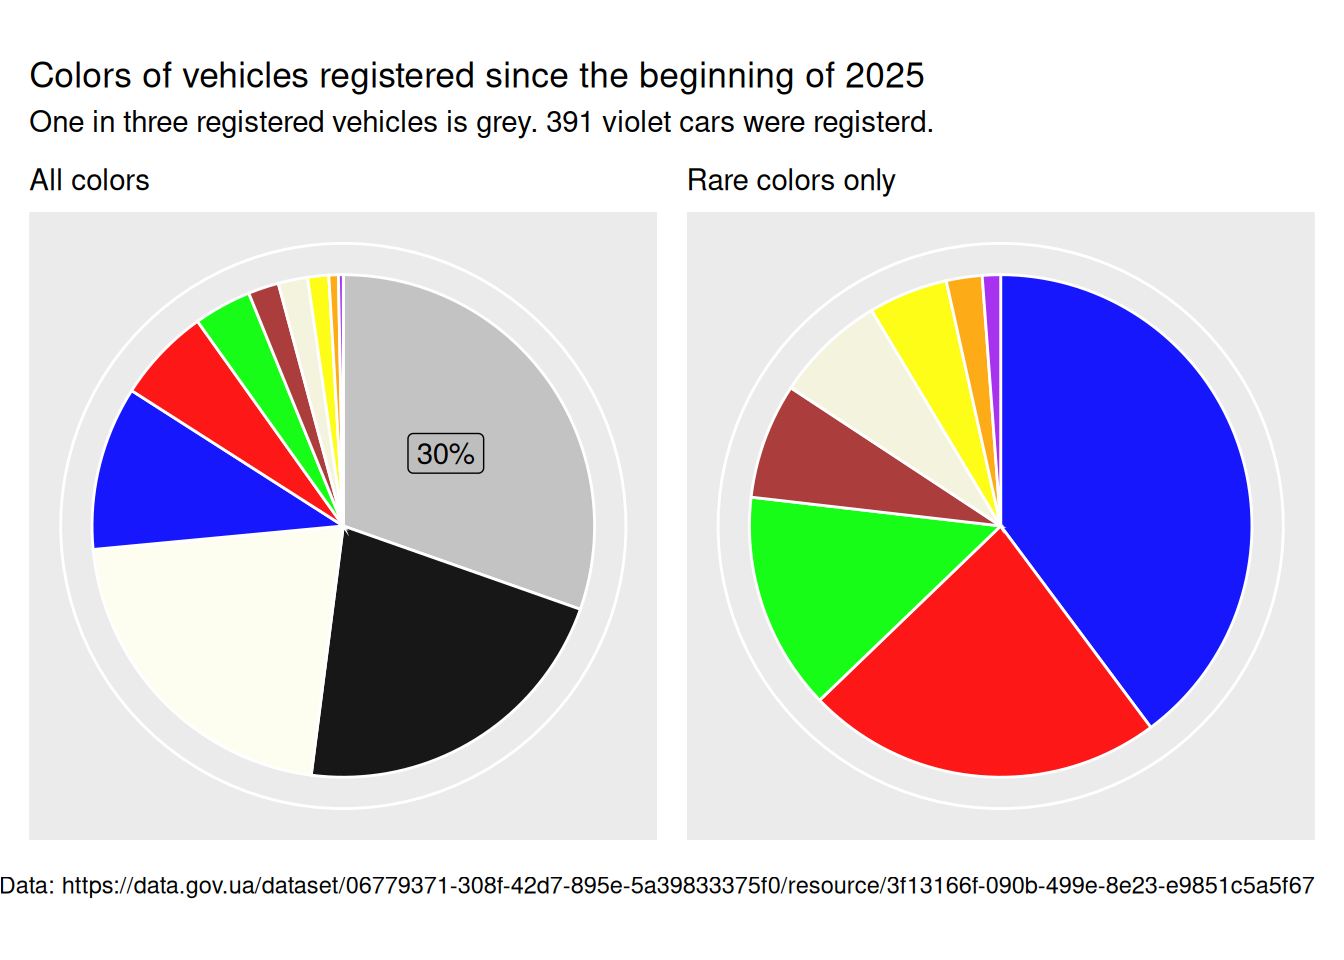 Colors of vehicles registered since the beginning of 2025
One in three registered vehicles is grey. 391 violet cars were registerd.
All colors
Rare colors only
30%
Data: https://data.gov.ua/dataset/06779371-308f-42d7-895e-5a39833375f0/resource/3f13166f-090b-499e-8e23-e9851c5a5f67